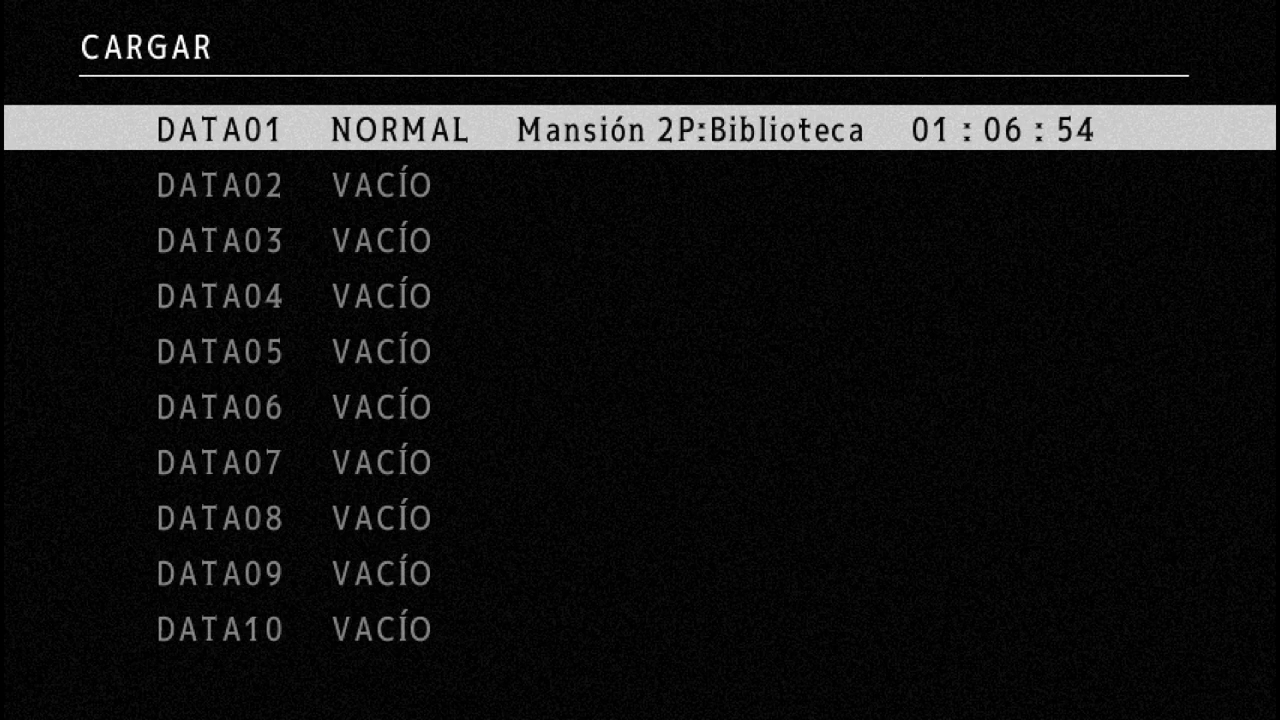 CARGAR
DATA01 NORMAL Mansión 2P:Biblioteca 01 : 06 : 54
DATA02 VACÍO
DATA03 VACÍO
DATA04 VACÍO
DATA05 VACÍO
DATA06 VACÍO
DATA07 VACÍO
DATA08 VACÍO
DATA09 VACÍO
DATA10 VACÍO